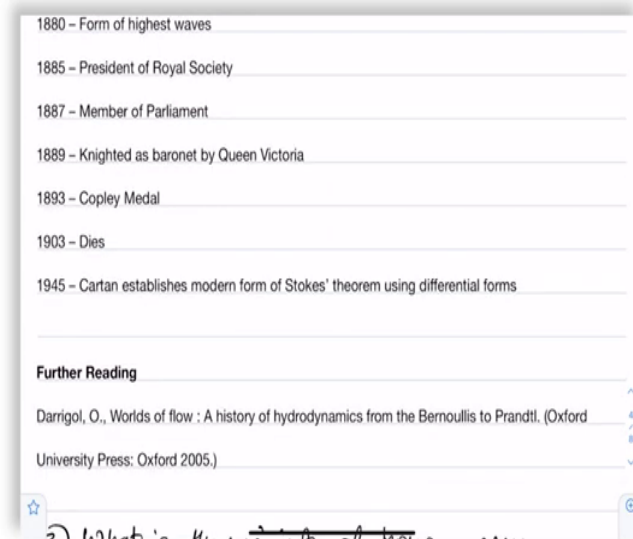 1880 – Form of highest waves
1885 – President of Royal Society
1887 – Member of Parliament
1889 – Knighted as baronet by Queen Victoria
1893 – Copley Medal
1903 – Dies
1945 – Cartan establishes modern form of Stokes' theorem using differential forms
Further Reading
Darrigol, O., Worlds of flow : A history of hydrodynamics from the Bernoullis to Prandtl. (Oxford
University Press: Oxford 2005.)
What is